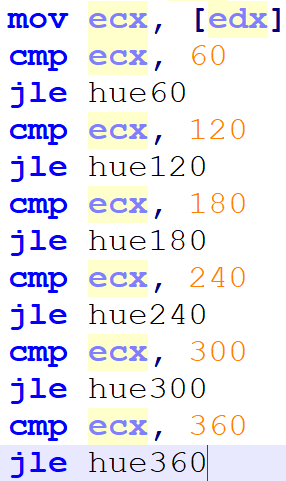 mov ecx, [edx]
cmp ecx, 60
jle hue60
cmp ecx, 120
jle hue120
cmp ecx, 180
jle hue180
cmp ecx, 240
jle hue240
cmp ecx, 300
jle hue300
cmp ecx, 360
jle hue360